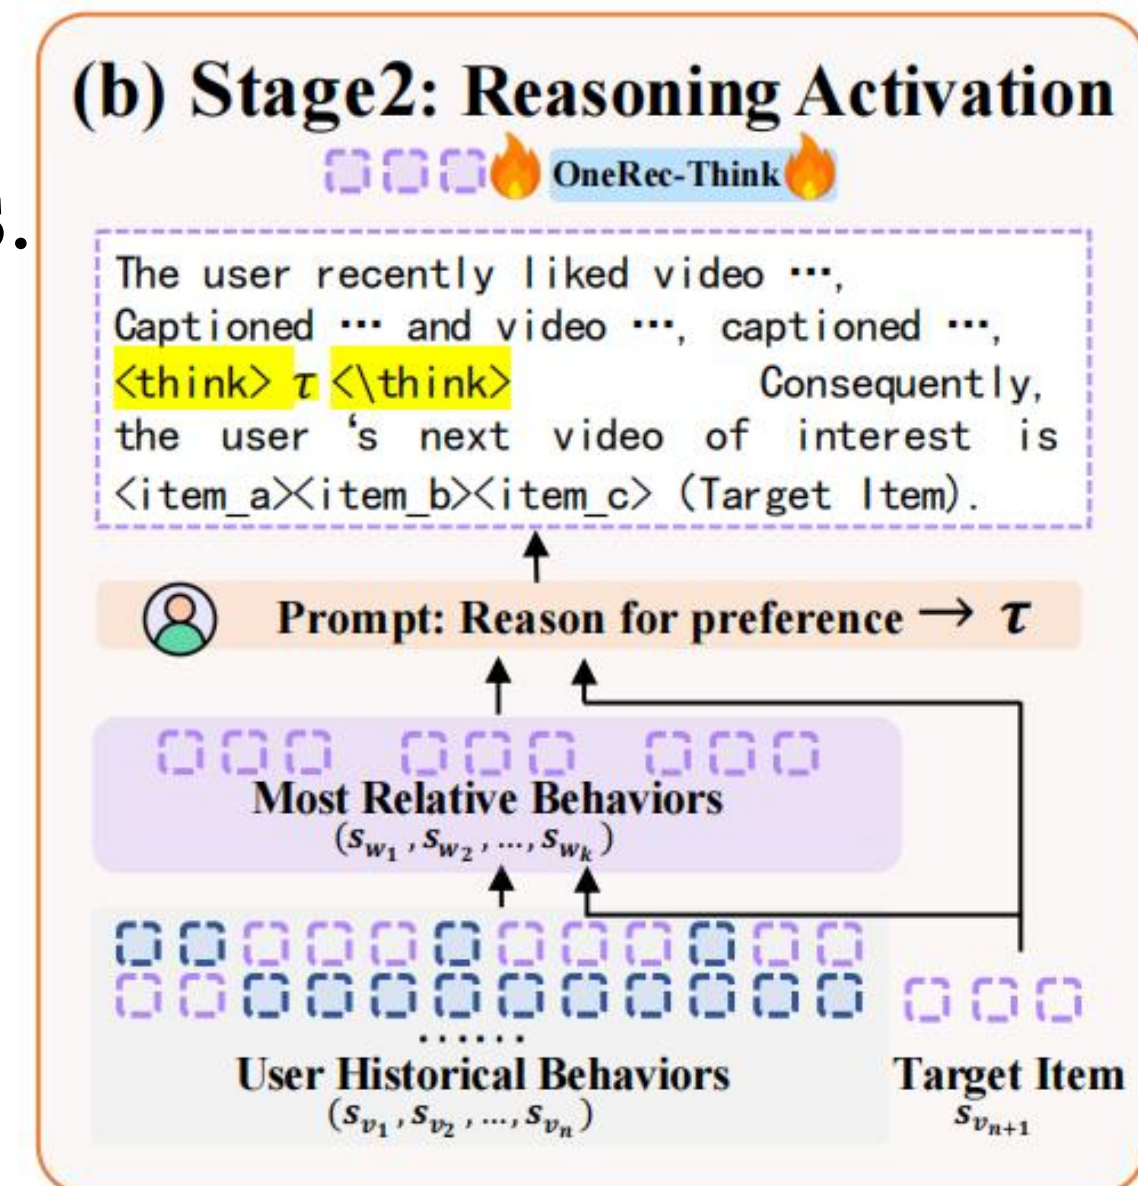 (b) Stage2: Reasoning Activation
OneRec-Think
s.
The user recently liked video ⋯,
Captioned ⋯ and video ⋯, captioned ⋯,
<think> τ <\think> Consequently,
the user ‘s next video of interest is
<item_a><item_b><item_c> (Target Item).
Prompt: Reason for preference → τ
Most Relative Behaviors
(s_{w_1}, s_{w_2}, ..., s_{w_k})
......
User Historical Behaviors
(s_{v_1}, s_{v_2}, ..., s_{v_n})
Target Item
s_{v_{n+1}}